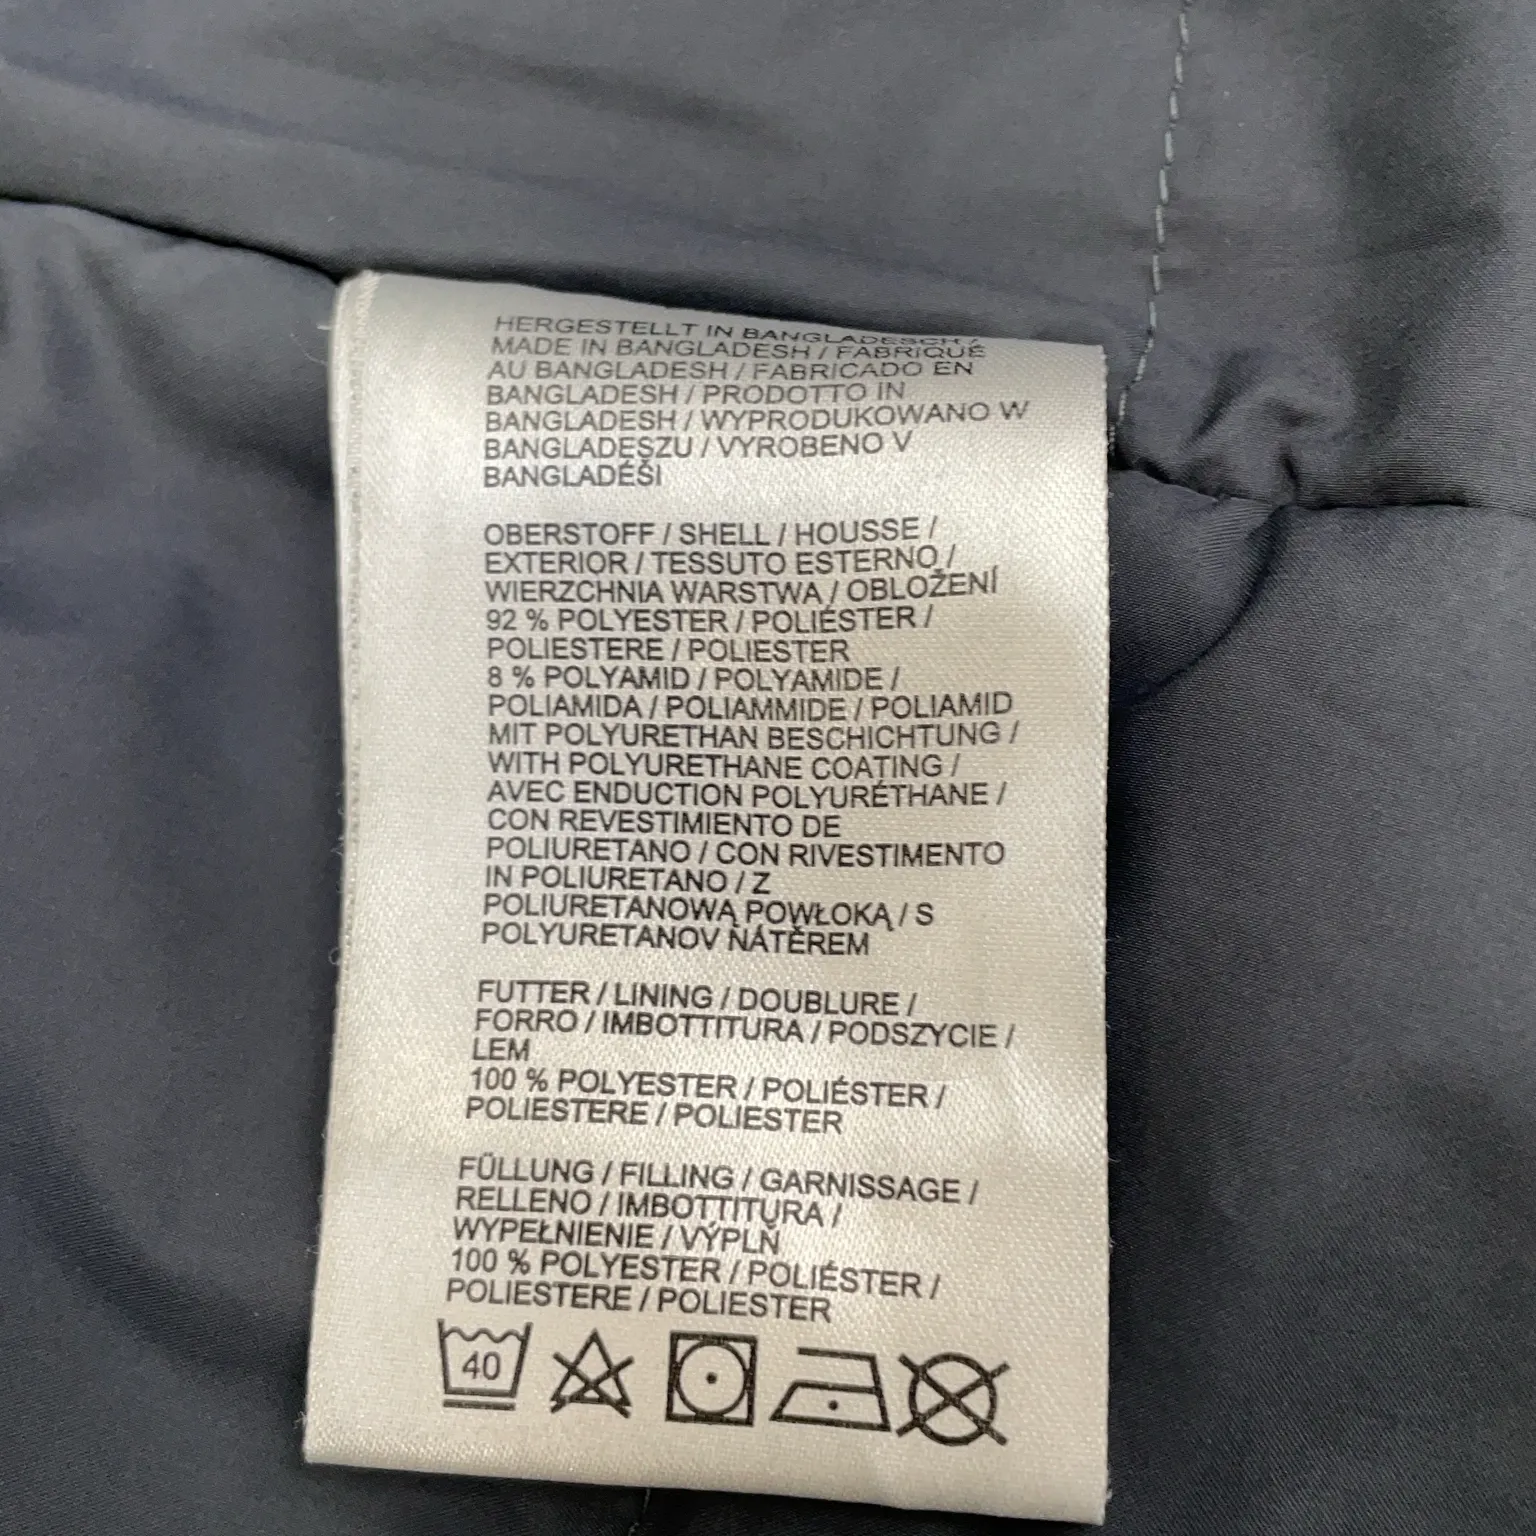 HERGESTELLT IN BANGLADESCH /
MADE IN BANGLADESH / FABRIQUÉ
AU BANGLADESH / FABRICADO EN
BANGLADESH / PRODOTTO IN
BANGLADESH / WYPRODUKOWANO W
BANGLADESZU / VYROBENO V
BANGLADÉŠI
OBERSTOFF / SHELL / HOUSSE /
EXTERIOR / TESSUTO ESTERNO /
WIERZCHNIA WARSTWA / OBLOŽENÍ
92 % POLYESTER / POLIÉSTER /
POLIESTERE / POLIESTER
8 % POLYAMID / POLYAMIDE /
POLIAMIDA / POLIAMMIDE / POLIAMID
MIT POLYURETHAN BESCHICHTUNG /
WITH POLYURETHANE COATING /
AVEC ENDUCTION POLYURÉTHANE /
CON REVESTIMIENTO DE
POLIURETANO / CON RIVESTIMENTO
IN POLIURETANO / Z
POLIURETANOWĄ POWŁOKĄ / S
POLYURETANOV NÁTĚREM
FUTTER / LINING / DOUBLURE /
FORRO / IMBOTTITURA / PODSZYCIE /
LEM
100 % POLYESTER / POLIÉSTER /
POLIESTERE / POLIESTER
FÜLLUNG / FILLING / GARNISSAGE /
RELLENO / IMBOTTITURA /
WYPEŁNIENIE / VÝPLŇ
100 % POLYESTER / POLIÉSTER /
POLIESTERE / POLIESTER
40